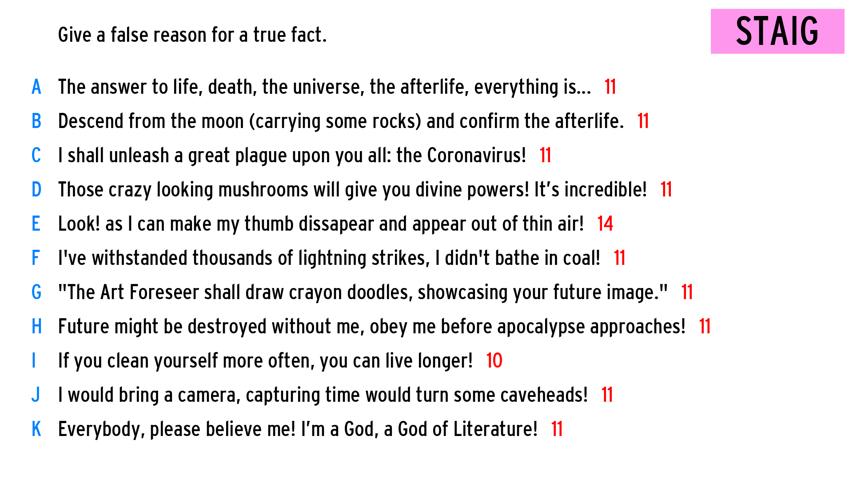 Give a false reason for a true fact.
STAIG
A The answer to life, death, the universe, the afterlife, everything is... 11
B Descend from the moon (carrying some rocks) and confirm the afterlife. 11
C I shall unleash a great plague upon you all: the Coronavirus! 11
D Those crazy looking mushrooms will give you divine powers! It's incredible! 11
E Look! as I can make my thumb dissapear and appear out of thin air! 14
F I've withstanded thousands of lightning strikes, I didn't bathe in coal! 11
G "The Art Foreseer shall draw crayon doodles, showcasing your future image." 11
H Future might be destroyed without me, obey me before apocalypse approaches! 11
I If you clean yourself more often, you can live longer! 10
J I would bring a camera, capturing time would turn some caveheads! 11
K Everybody, please believe me! I'm a God, a God of Literature! 11